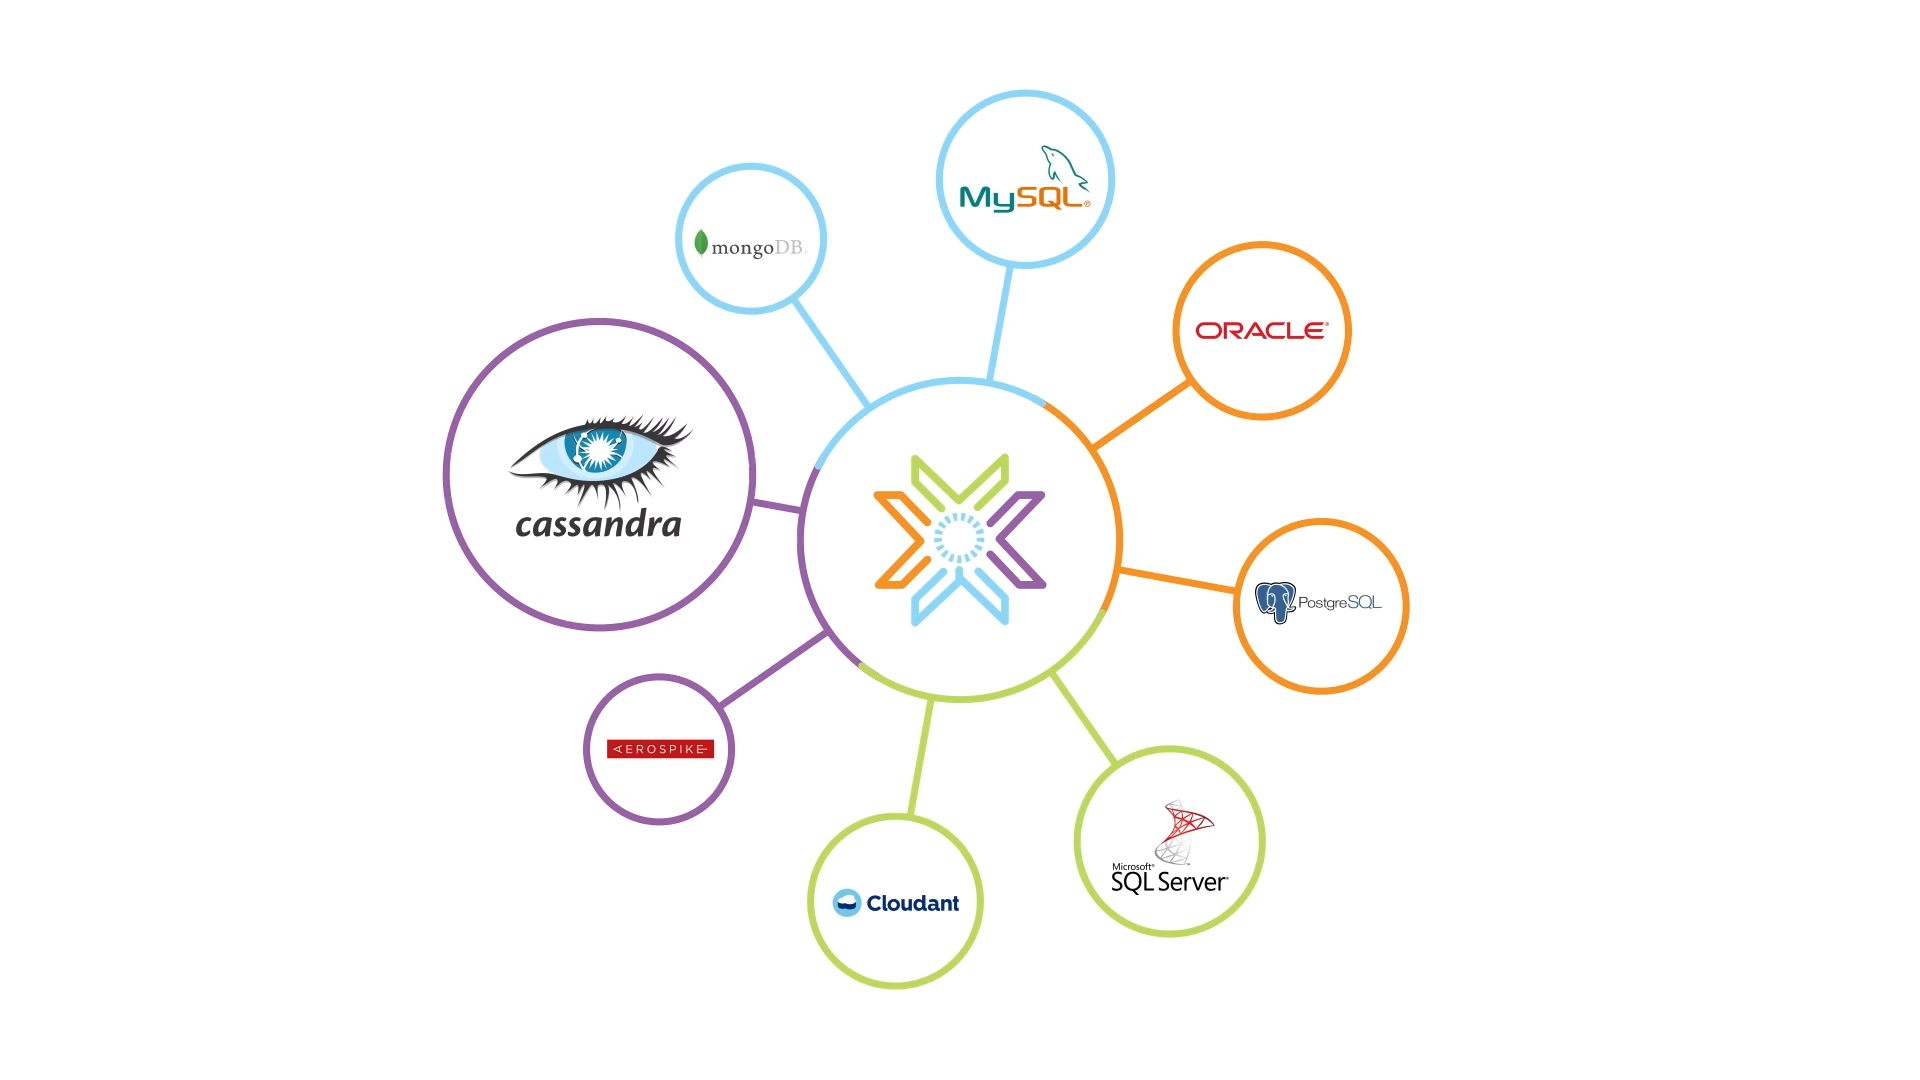 MySQL®
mongoDB.
ORACLE®
cassandra
PostgreSQL
AEROSPIKE
Microsoft®
SQL Server®
Cloudant